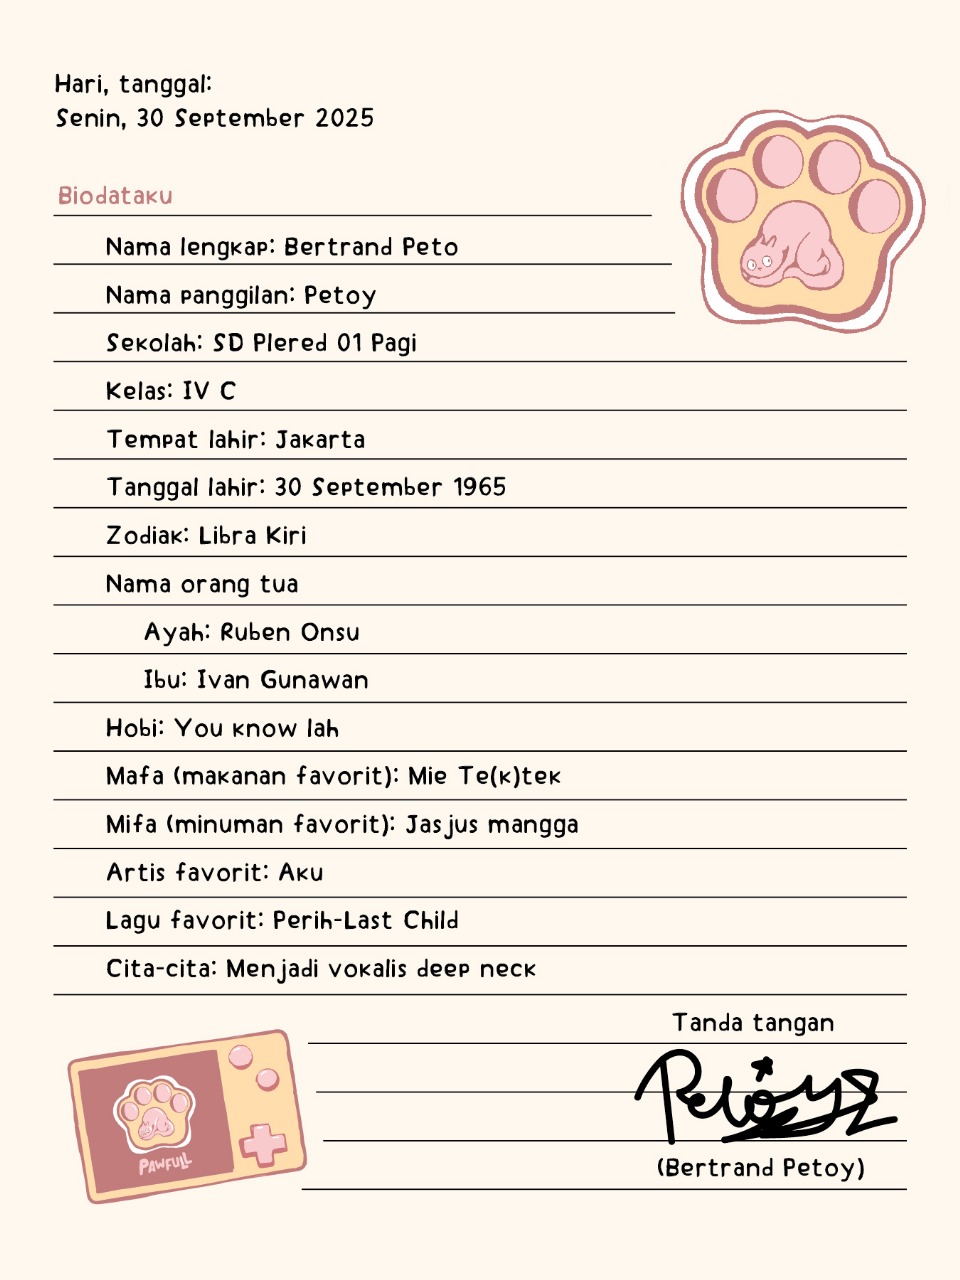 Hari, tanggal:
Senin, 30 September 2025
Biodataku
Nama lengkap: Bertrand Peto
Nama panggilan: Petoy
Sekolah: SD Plered 01 Pagi
Kelas: IV C
Tempat lahir: Jakarta
Tanggal lahir: 30 September 1965
Zodiak: Libra Kiri
Nama orang tua
Ayah: Ruben Onsu
Ibu: Ivan Gunawan
Hobi: You know lah
Mafa (makanan favorit): Mie Te(k)tek
Mifa (minuman favorit): Jasjus mangga
Artis favorit: Aku
Lagu favorit: Perih-Last Child
Cita-cita: Menjadi vokalis deep neck
Tanda tangan
Petoy
(Bertrand Petoy)
PAWFULL